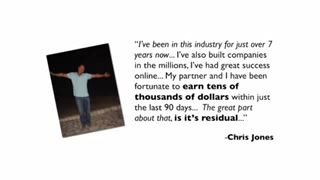 “I’ve been in this industry for just over 7
years now... I’ve also built companies
in the millions, I’ve had great success
online... My partner and I have been
fortunate to earn tens of
thousands of dollars within just
the last 90 days... The great part
about that, is it’s residual...”
-Chris Jones